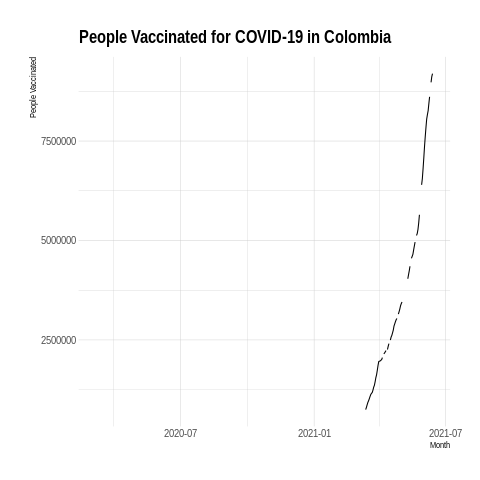 People Vaccinated for COVID-19 in Colombia
People Vaccinated
7500000
5000000
2500000
2020-07
2021-01
2021-07
Month